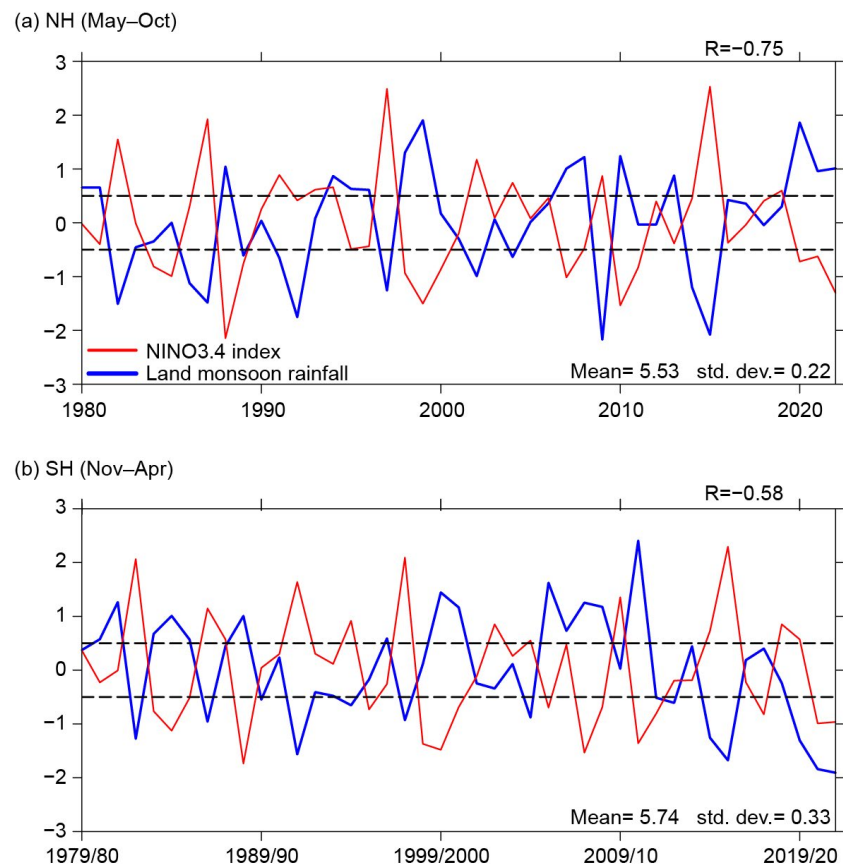 (a) NH (May–Oct)
R=−0.75
3
2
1
0
−1
−2
−3
NINO3.4 index
Land monsoon rainfall
Mean= 5.53 std. dev.= 0.22
1980 1990 2000 2010 2020
(b) SH (Nov–Apr)
R=−0.58
3
2
1
0
−1
−2
−3
Mean= 5.74 std. dev.= 0.33
1979/80 1989/90 1999/2000 2009/10 2019/20